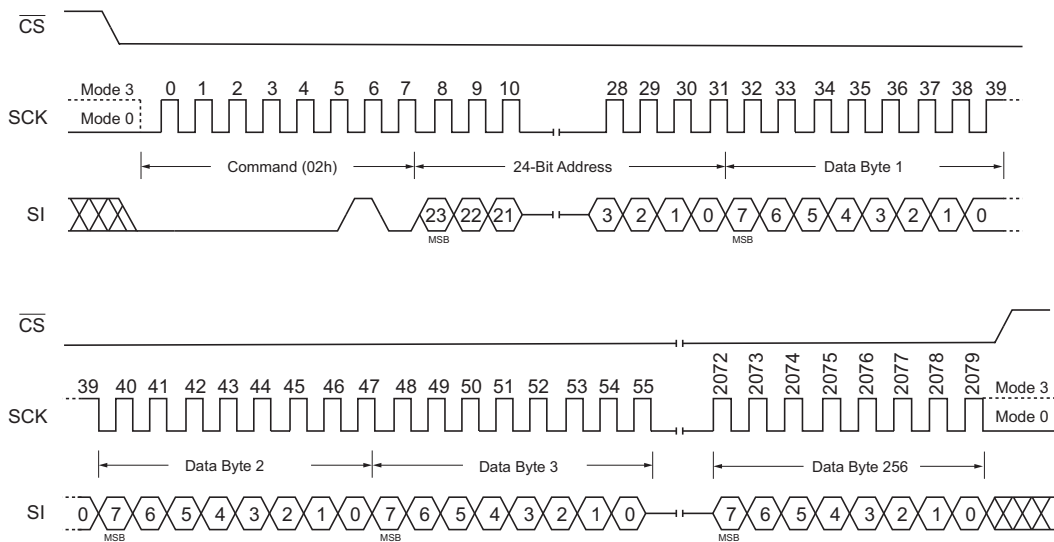 CS
0 1 2 3 4 5 6 7 8 9 10 28 29 30 31 32 33 34 35 36 37 38 39
Mode 3
SCK
Mode 0
Command (02h) 24-Bit Address Data Byte 1
SI 23 22 21 3 2 1 0 7 6 5 4 3 2 1 0
MSB MSB
CS
39 40 41 42 43 44 45 46 47 48 49 50 51 52 53 54 55 2072 2073 2074 2075 2076 2077 2078 2079
Mode 3
SCK
Mode 0
Data Byte 2 Data Byte 3 Data Byte 256
SI 0 7 6 5 4 3 2 1 0 7 6 5 4 3 2 1 0 7 6 5 4 3 2 1 0
MSB MSB MSB